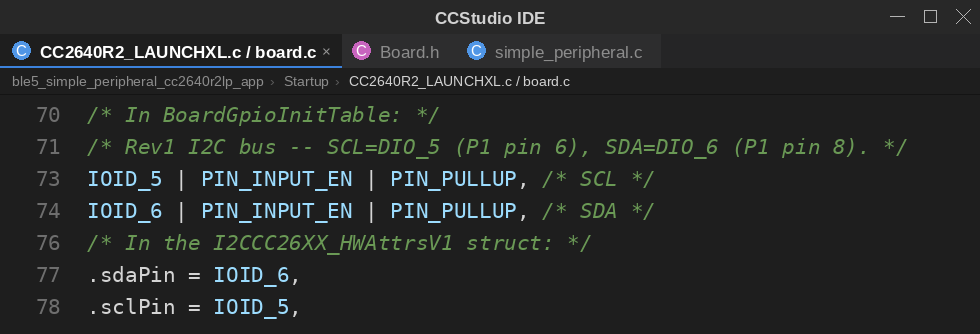 CCStudio IDE
C CC2640R2_LAUNCHXL.c / board.c × C Board.h C simple_peripheral.c
ble5_simple_peripheral_cc2640r2lp_app › Startup › CC2640R2_LAUNCHXL.c / board.c
70 /* In BoardGpioInitTable: */
71 /* Rev1 I2C bus -- SCL=DIO_5 (P1 pin 6), SDA=DIO_6 (P1 pin 8). */
73 IOID_5 | PIN_INPUT_EN | PIN_PULLUP, /* SCL */
74 IOID_6 | PIN_INPUT_EN | PIN_PULLUP, /* SDA */
76 /* In the I2CCC26XX_HWAttrsV1 struct: */
77 .sdaPin = IOID_6,
78 .sclPin = IOID_5,